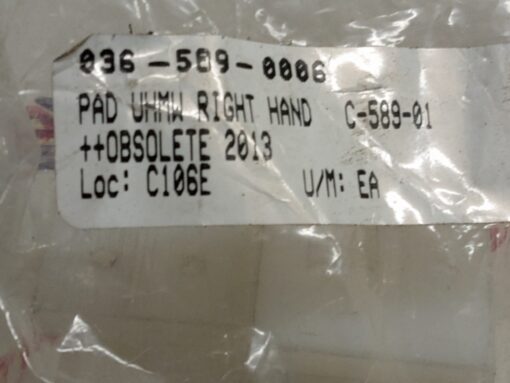 036-589-0006
PAD UHMW RIGHT HAND C-589-01
++OBSOLETE 2013
Loc: C106E U/M: EA